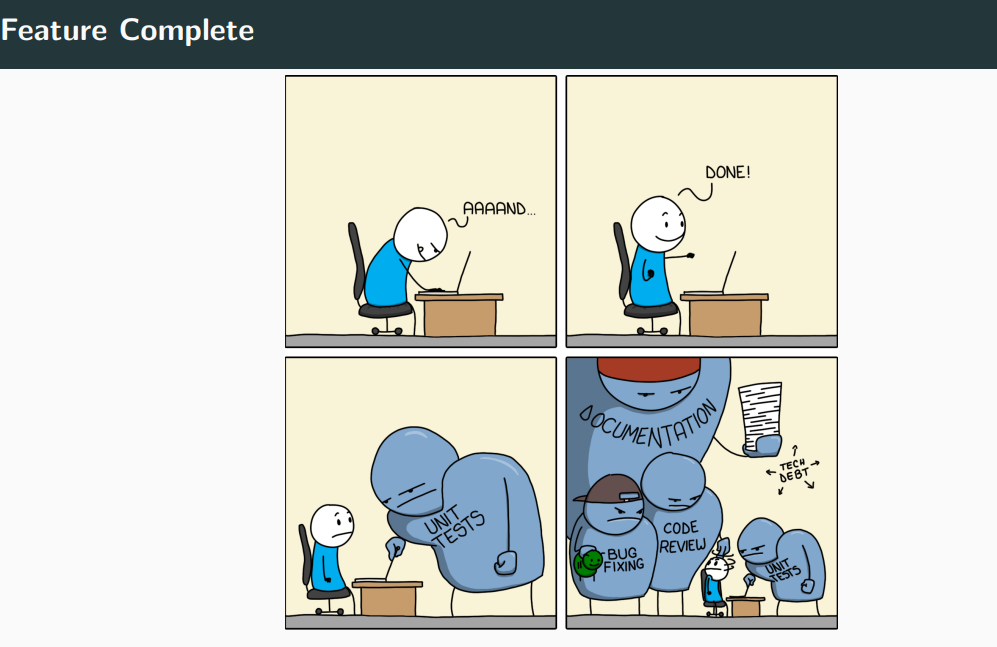 Feature Complete
AAAAND...
DONE!
UNIT
TESTS
DOCUMENTATION
TECH
DEBT
CODE
REVIEW
BUG
FIXING
UNIT
TESTS